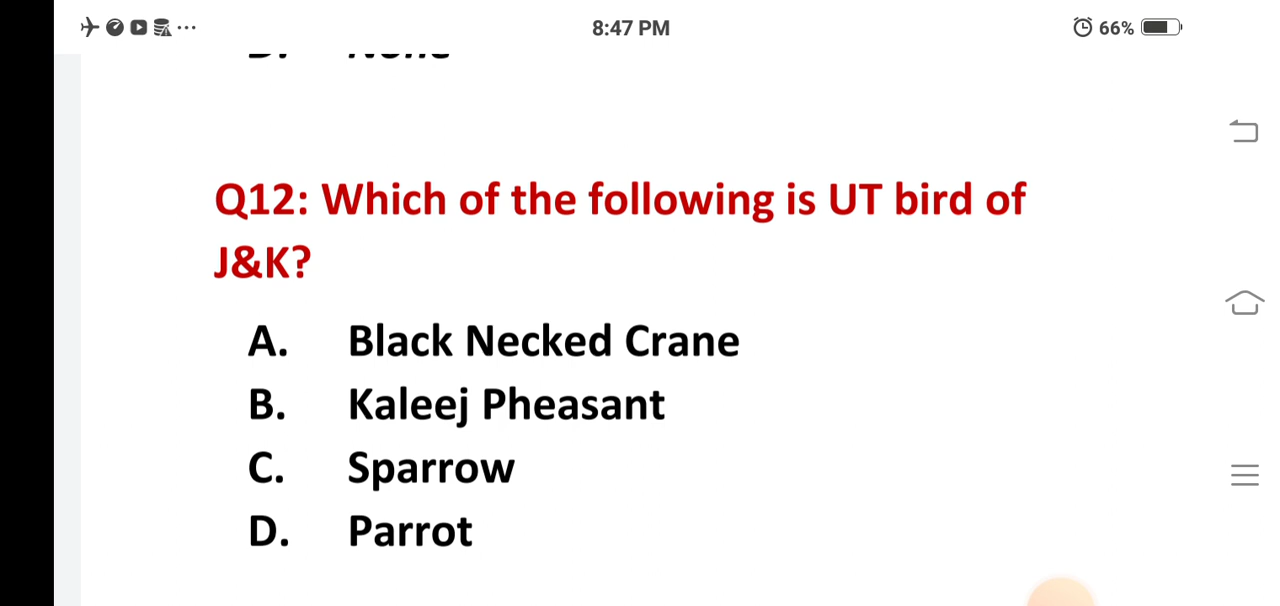 8:47 PM
66%
Q12: Which of the following is UT bird of
J&K?
A. Black Necked Crane
B. Kaleej Pheasant
C. Sparrow
D. Parrot